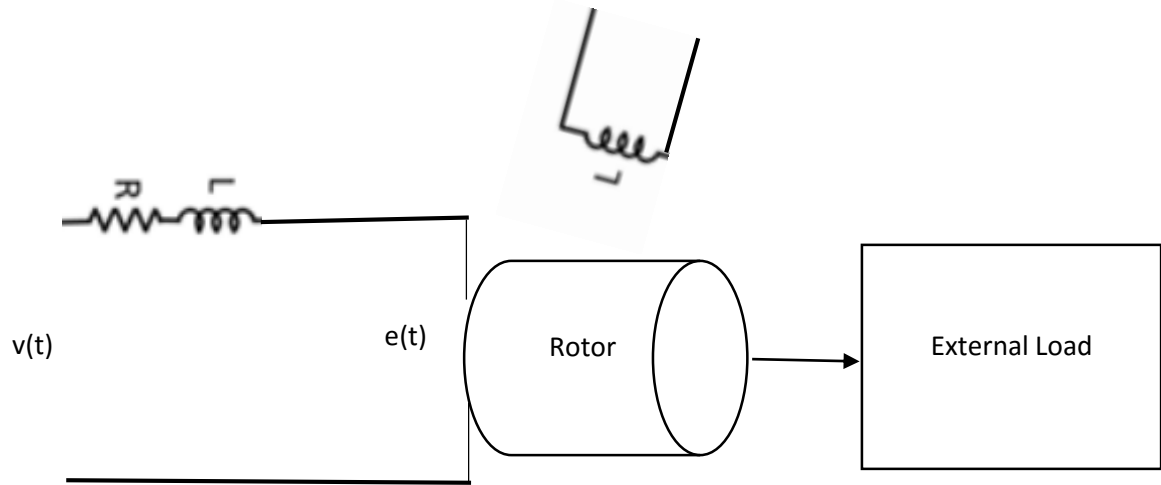 L
R
L
v(t)
e(t)
Rotor
External Load